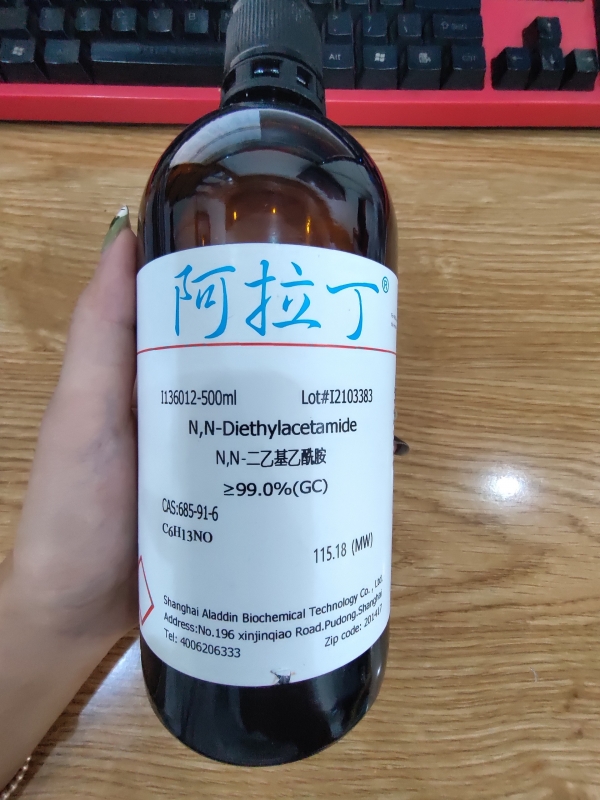 阿拉丁®
I136012-500ml Lot#I2103383
N,N-Diethylacetamide
N,N-二乙基乙酰胺
≥99.0%(GC)
CAS:685-91-6
C6H13NO
115.18 (MW)
Shanghai Aladdin Biochemical Technology Co., Ltd.
Address:No.196 xinjinqiao Road,Pudong.Shanghai
Tel: 4006206333 Zip code:
Alt